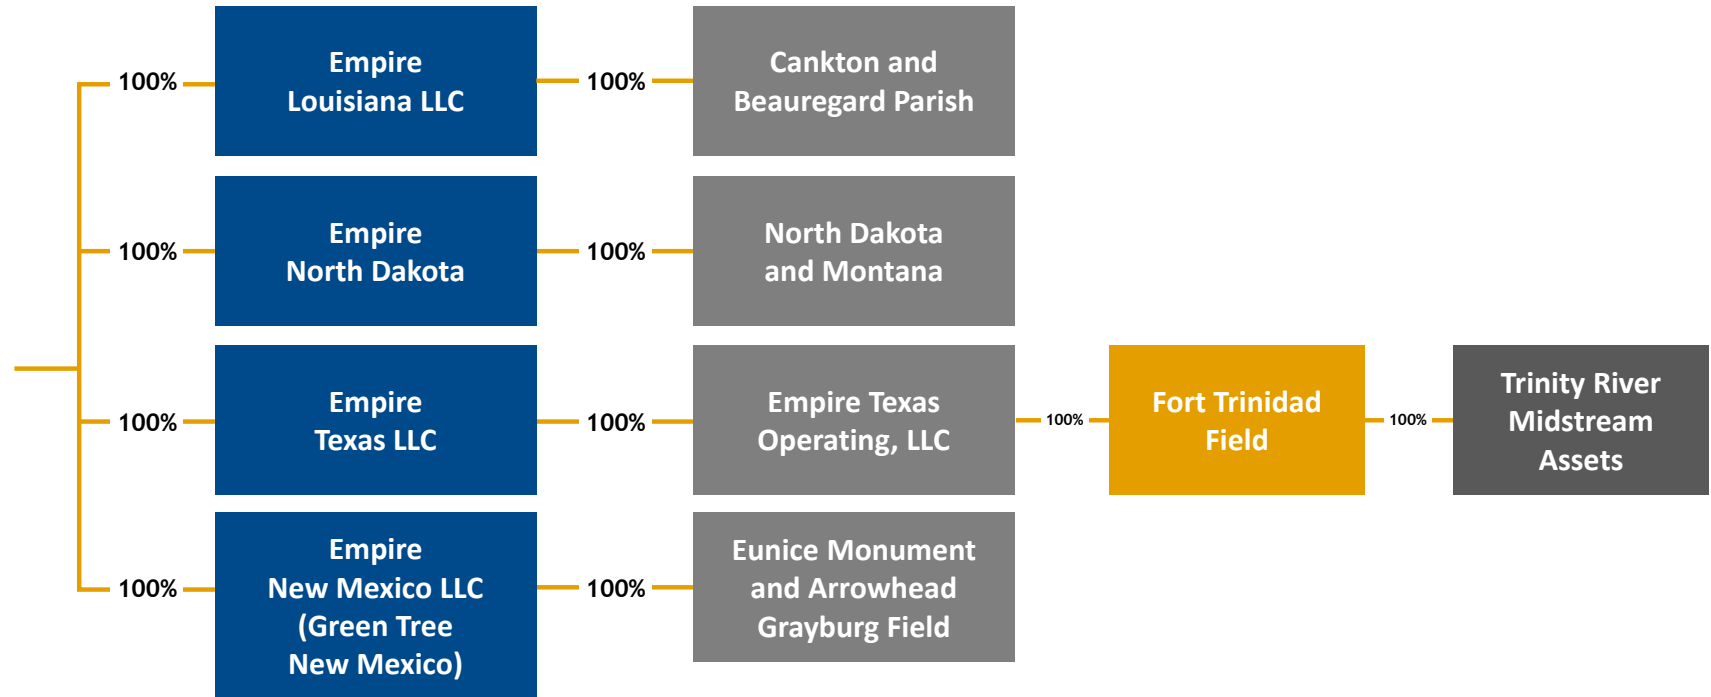 100%
Empire
Louisiana LLC
100%
Cankton and
Beauregard Parish
100%
Empire
North Dakota
100%
North Dakota
and Montana
100%
Empire
Texas LLC
100%
Empire Texas
Operating, LLC
100%
Fort Trinidad
Field
100%
Trinity River
Midstream
Assets
100%
Empire
New Mexico LLC
(Green Tree
New Mexico)
100%
Eunice Monument
and Arrowhead
Grayburg Field